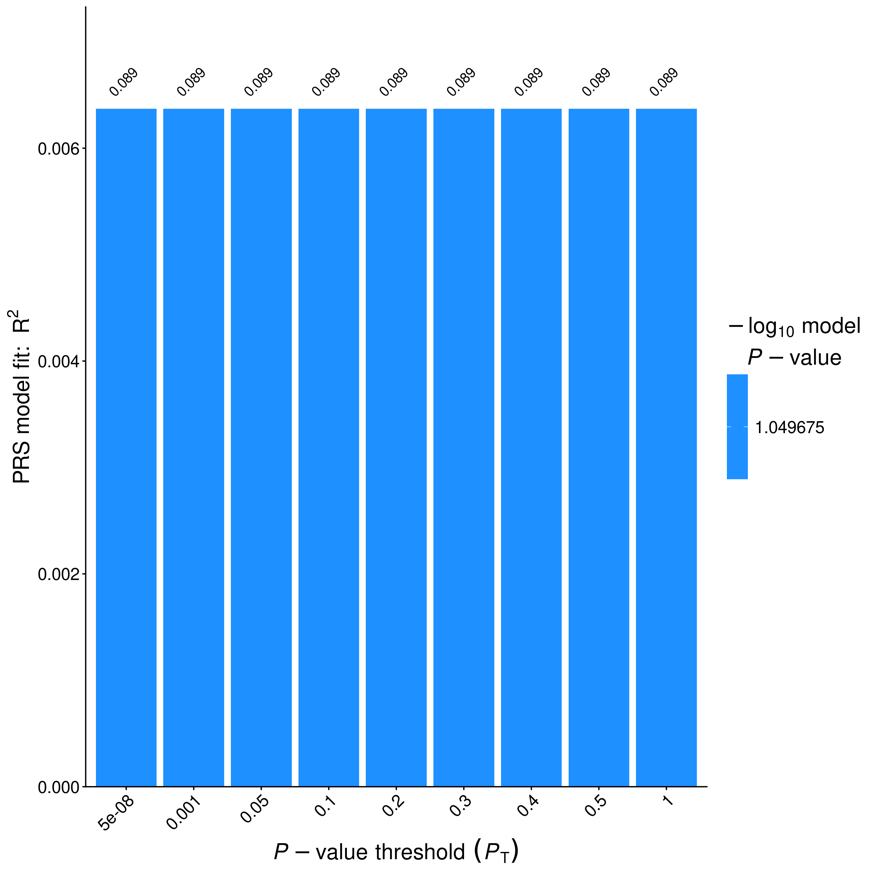 0.089 0.089 0.089 0.089 0.089 0.089 0.089 0.089 0.089
0.006
0.004
0.002
0.000
PRS model fit: R²
5e-08 0.001 0.05 0.1 0.2 0.3 0.4 0.5 1
P − value threshold (P_T)
− log₁₀ model
P − value
1.049675